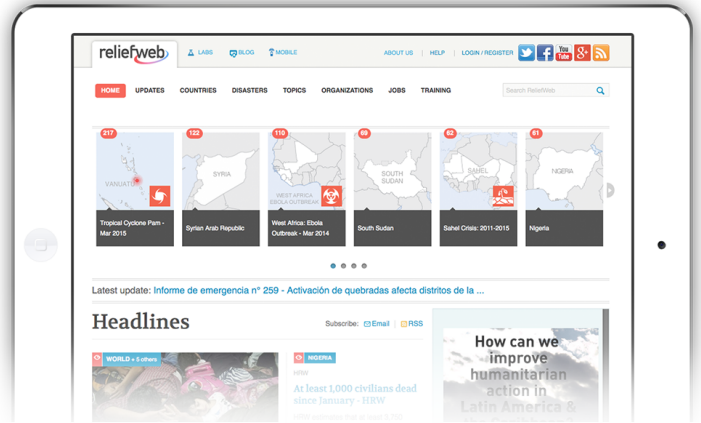 reliefweb
LABS
BLOG
MOBILE
ABOUT US
HELP
LOGIN / REGISTER
You
Tube
HOME
UPDATES
COUNTRIES
DISASTERS
TOPICS
ORGANIZATIONS
JOBS
TRAINING
Search ReliefWeb
217
VANUATU
Tropical Cyclone Pam -
Mar 2015
122
SYRIA
Syrian Arab Republic
110
WEST AFRICA
EBOLA OUTBREAK
West Africa: Ebola
Outbreak - Mar 2014
69
SOUTH
SUDAN
South Sudan
62
SAHEL
Sahel Crisis: 2011-2015
61
NIGERIA
Nigeria
Latest update: Informe de emergencia n° 259 - Activación de quebradas afecta distritos de la ...
Headlines
Subscribe:
Email
RSS
WORLD + 5 others
NIGERIA
HRW
At least 1,000 civilians dead
since January - HRW
How can we
improve
humanitarian
action in
Latin America &
the Caribbean?